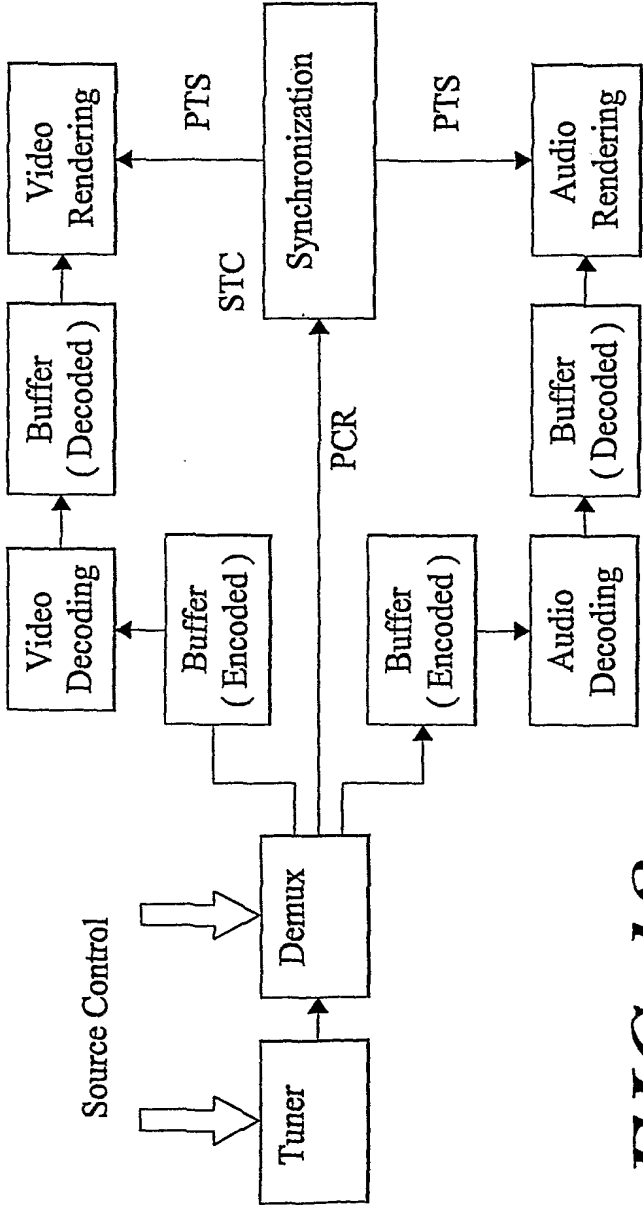 Source Control
Tuner
Demux
Buffer
( Encoded )
Video
Decoding
Buffer
( Decoded )
Video
Rendering
PTS
PCR
STC
Synchronization
PTS
Buffer
( Encoded )
Audio
Decoding
Buffer
( Decoded )
Audio
Rendering